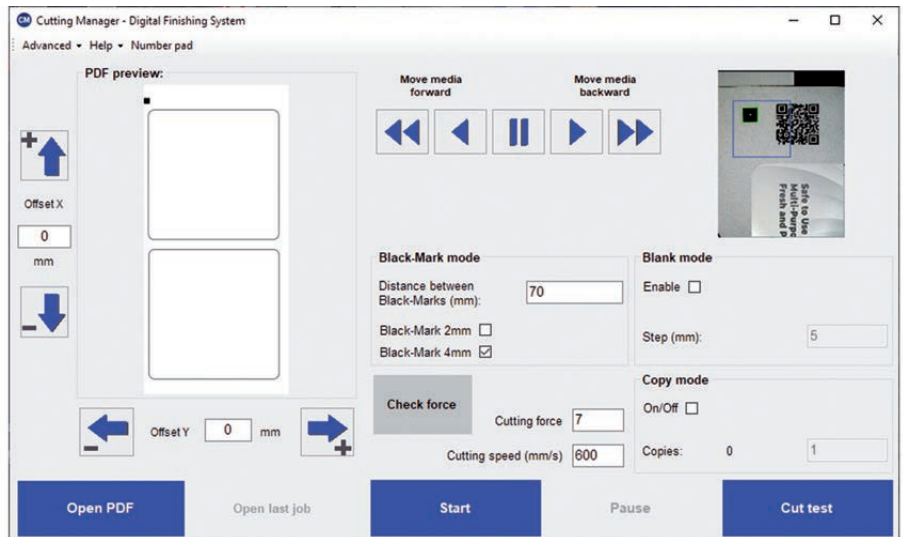 CM Cutting Manager - Digital Finishing System
Advanced Help Number pad
PDF preview:
Offset X
0
mm
Offset Y 0 mm
Move media
forward
Move media
backward
Safe to Use
Multi-Purpo
Fresh and P
Black-Mark mode
Distance between
Black-Marks (mm):
70
Black-Mark 2mm
Black-Mark 4mm
Blank mode
Enable
Step (mm): 5
Check force
Cutting force 7
Cutting speed (mm/s) 600
Copy mode
On/Off
Copies: 0 1
Open PDF
Open last job
Start
Pause
Cut test